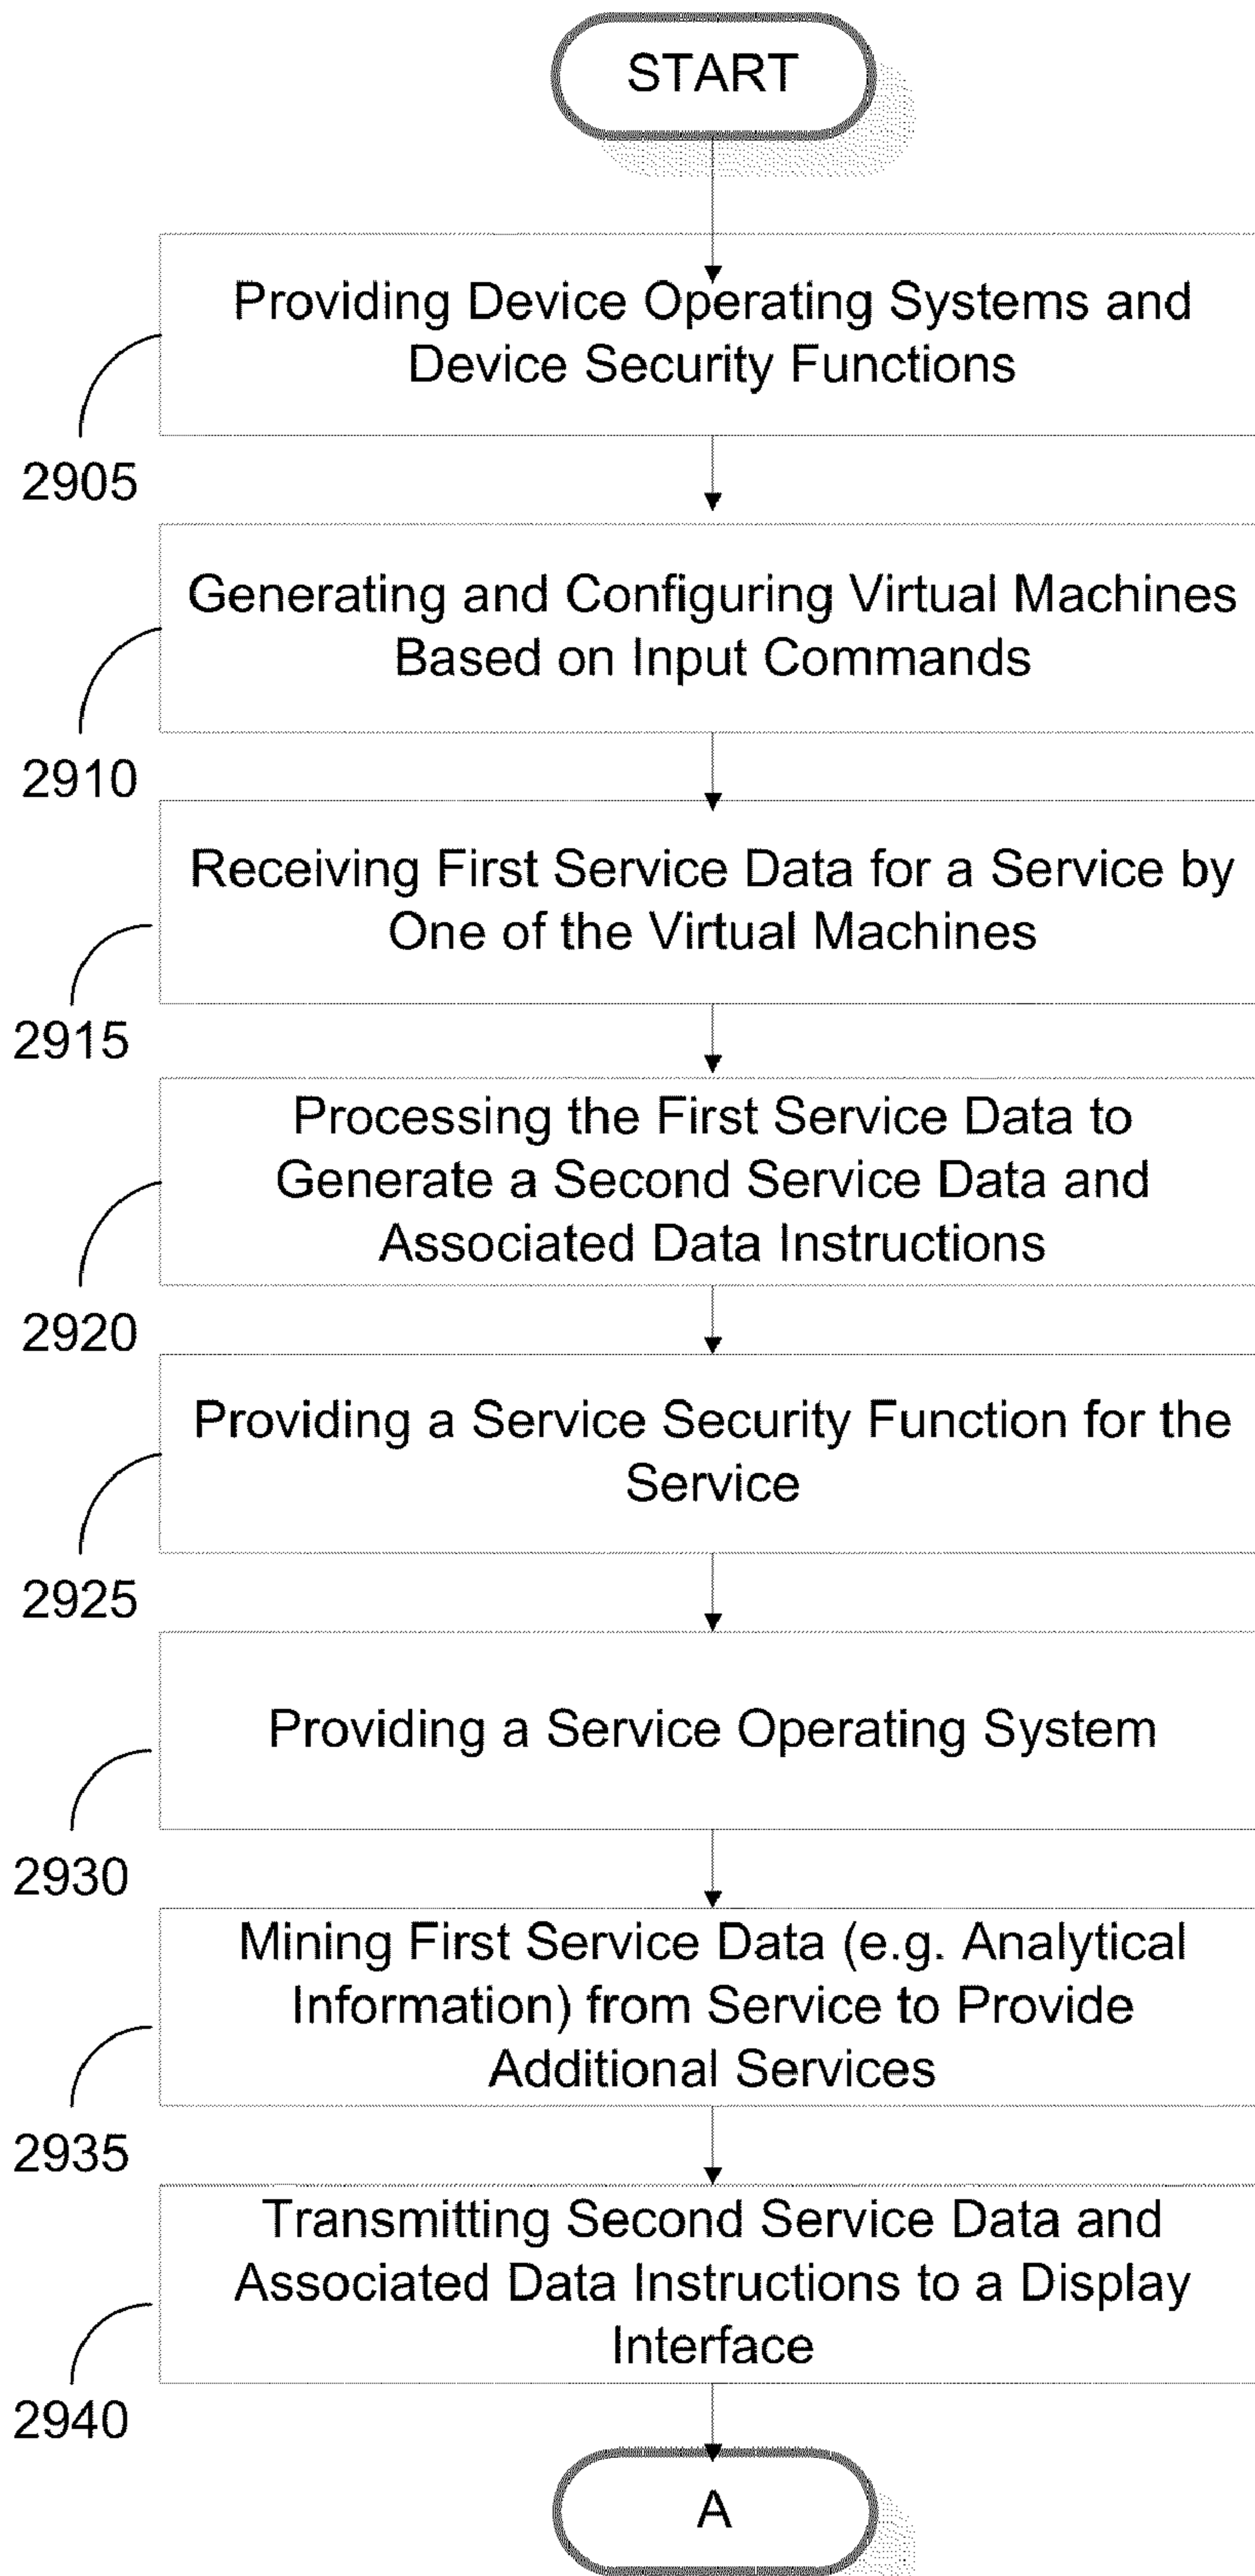 START
Providing Device Operating Systems and
Device Security Functions
2905
Generating and Configuring Virtual Machines
Based on Input Commands
2910
Receiving First Service Data for a Service by
One of the Virtual Machines
2915
Processing the First Service Data to
Generate a Second Service Data and
Associated Data Instructions
2920
Providing a Service Security Function for the
Service
2925
Providing a Service Operating System
2930
Mining First Service Data (e.g. Analytical
Information) from Service to Provide
Additional Services
2935
Transmitting Second Service Data and
Associated Data Instructions to a Display
Interface
2940
A